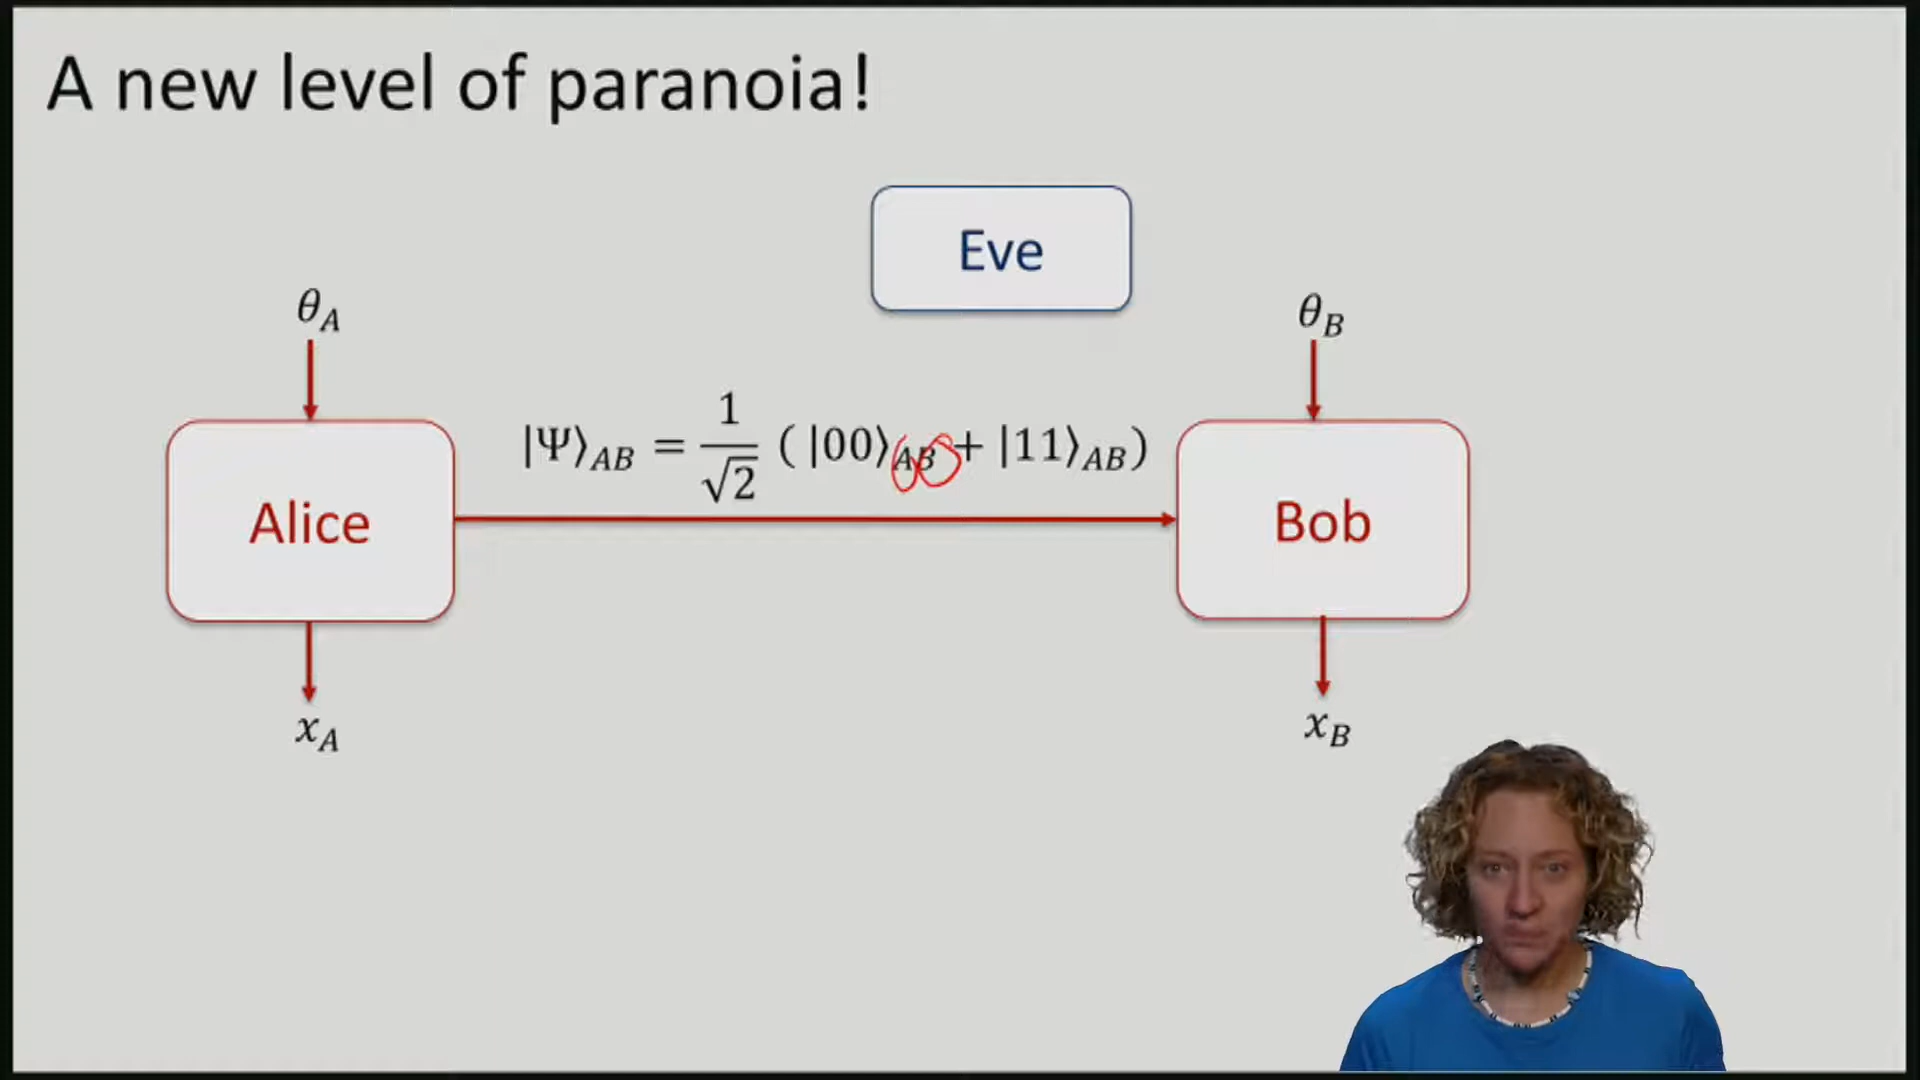 A new level of paranoia!
Eve
θ_A
θ_B
|Ψ⟩_AB = 1/√2 ( |00⟩_AB + |11⟩_AB)
Alice
Bob
x_A
x_B